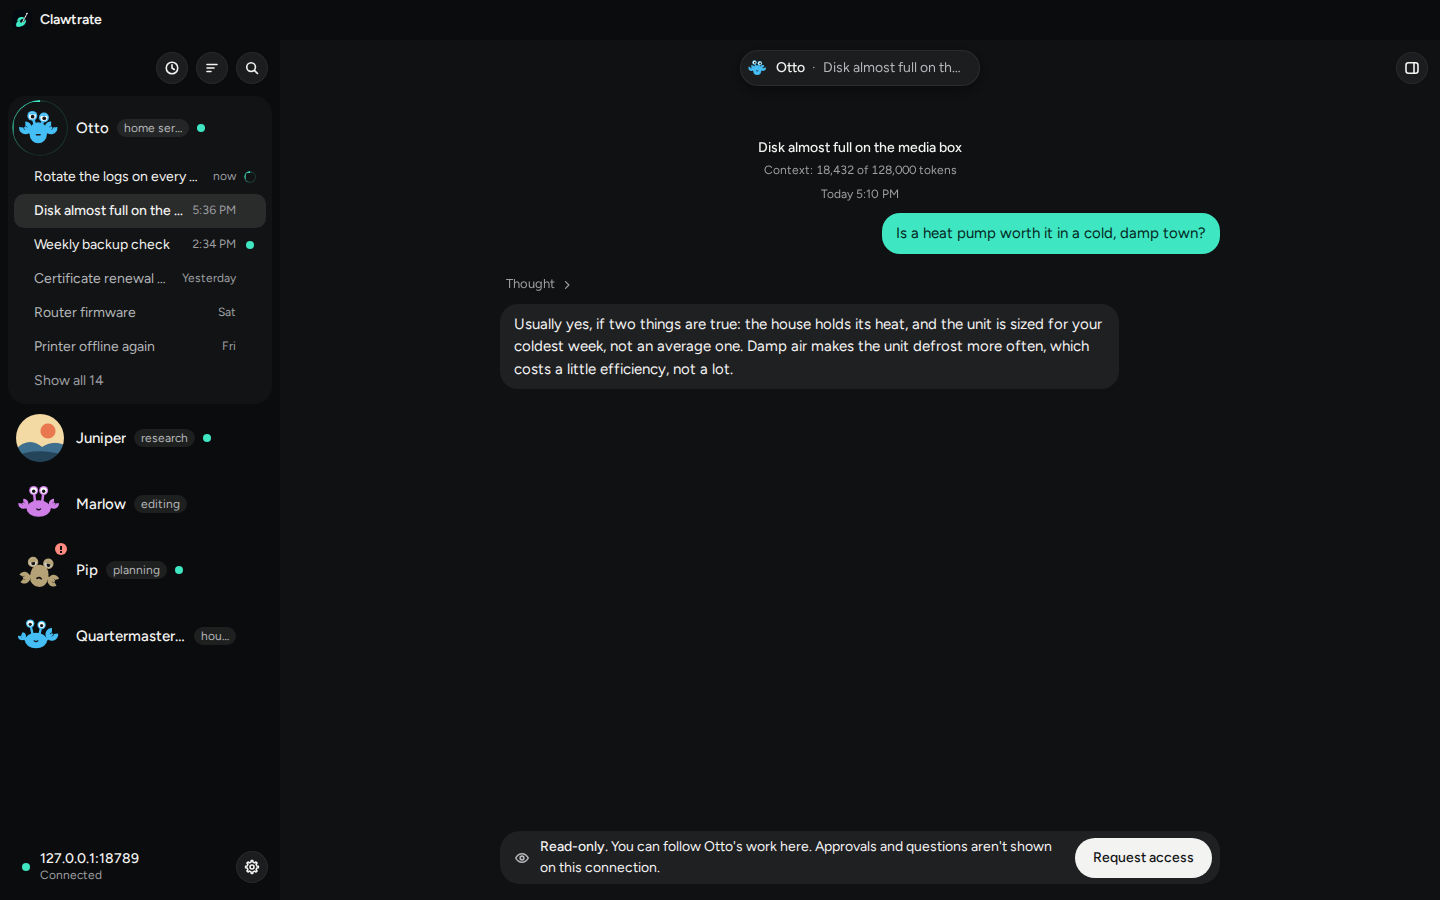 Clawtrate
Otto · Disk almost full on th...
Otto home ser...
Rotate the logs on every ... now
Disk almost full on the ... 5:36 PM
Weekly backup check 2:34 PM
Certificate renewal ... Yesterday
Router firmware Sat
Printer offline again Fri
Show all 14
Juniper research
Marlow editing
Pip planning
Quartermaster... hou...
127.0.0.1:18789
Connected
Disk almost full on the media box
Context: 18,432 of 128,000 tokens
Today 5:10 PM
Is a heat pump worth it in a cold, damp town?
Thought
Usually yes, if two things are true: the house holds its heat, and the unit is sized for your
coldest week, not an average one. Damp air makes the unit defrost more often, which
costs a little efficiency, not a lot.
Read-only. You can follow Otto's work here. Approvals and questions aren't shown
on this connection.
Request access